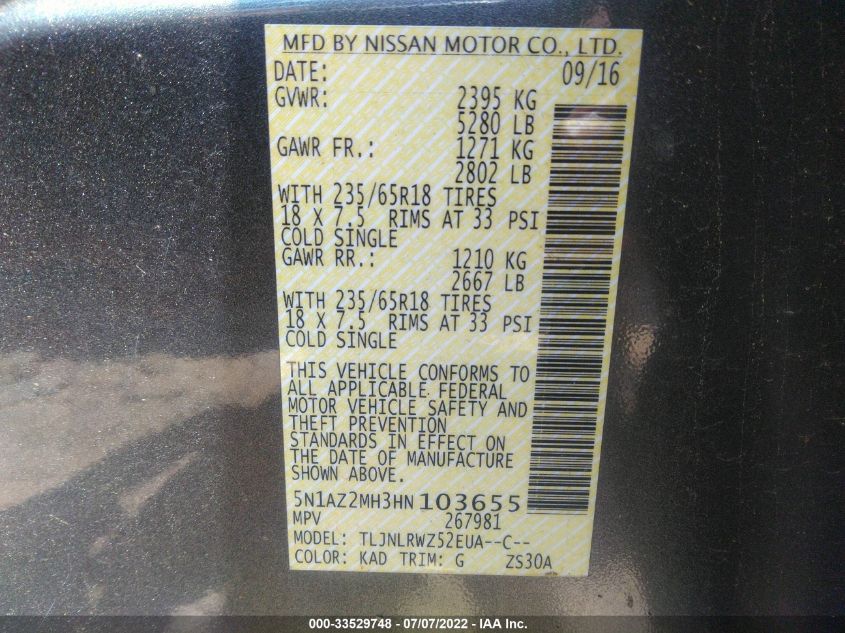 MFD BY NISSAN MOTOR CO., LTD.
DATE: 09/16
GVWR: 2395 KG
5280 LB
GAWR FR.: 1271 KG
2802 LB
WITH 235/65R18 TIRES
18 X 7.5 RIMS AT 33 PSI
COLD SINGLE
GAWR RR.: 1210 KG
2667 LB
WITH 235/65R18 TIRES
18 X 7.5 RIMS AT 33 PSI
COLD SINGLE
THIS VEHICLE CONFORMS TO
ALL APPLICABLE FEDERAL
MOTOR VEHICLE SAFETY AND
THEFT PREVENTION
STANDARDS IN EFFECT ON
THE DATE OF MANUFACTURE
SHOWN ABOVE.
5N1AZ2MH3HN103655
MPV 267981
MODEL: TLJNLRWZ52EUA--C--
COLOR: KAD TRIM: G ZS30A
000-33529748 - 07/07/2022 - IAA Inc.